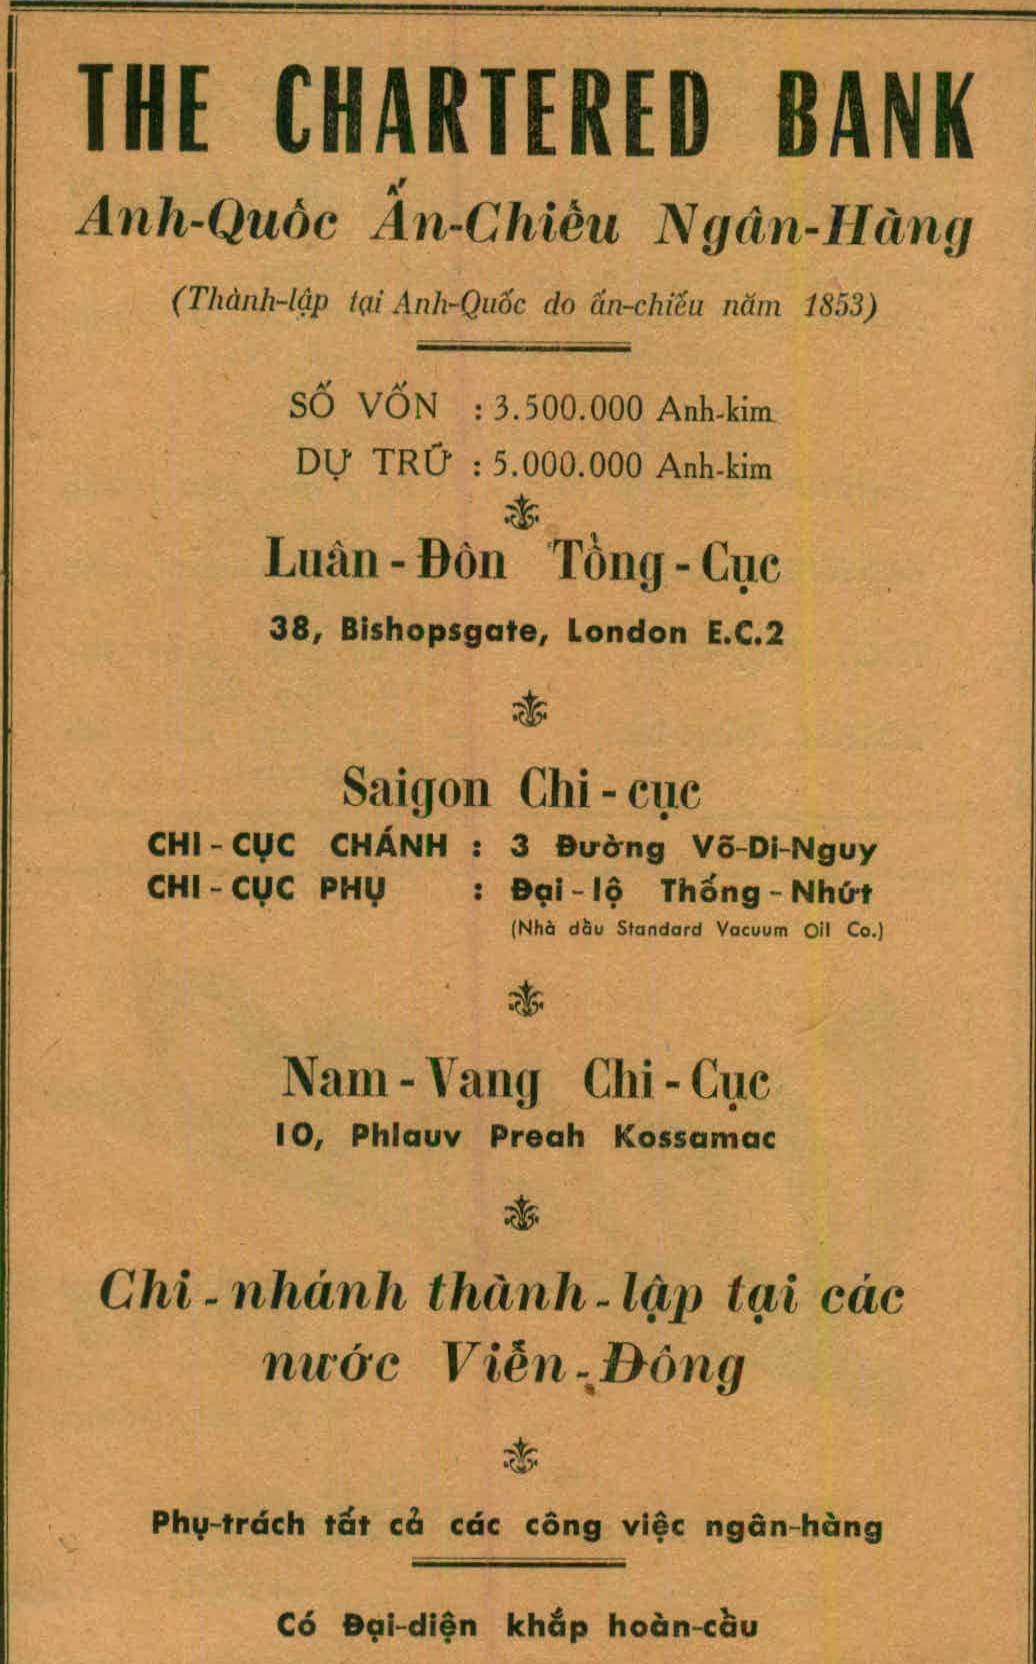 THE CHARTERED BANK
Anh-Quôc Ấn-Chiếu Ngân-Hàng
(Thành-lập tại Anh-Quốc do ấn-chiếu năm 1853)
SỐ VỐN : 3.500.000 Anh-kim
DỰ TRỮ : 5.000.000 Anh-kim
Luân - Đôn Tổng - Cục
38, Bishopsgate, London E.C.2
Saigon Chi - cục
CHI - CỤC CHÁNH : 3 Đường Võ-Di-Nguy
CHI - CỤC PHỤ : Đại - lộ Thống - Nhứt
(Nhà dầu Standard Vacuum Oil Co.)
Nam - Vang Chi - Cục
10, Phlauv Preah Kossamac
Chi - nhánh thành - lập tại các
nước Viễn - Đông
Phụ-trách tất cả các công việc ngân-hàng
Có Đại-diện khắp hoàn-cầu